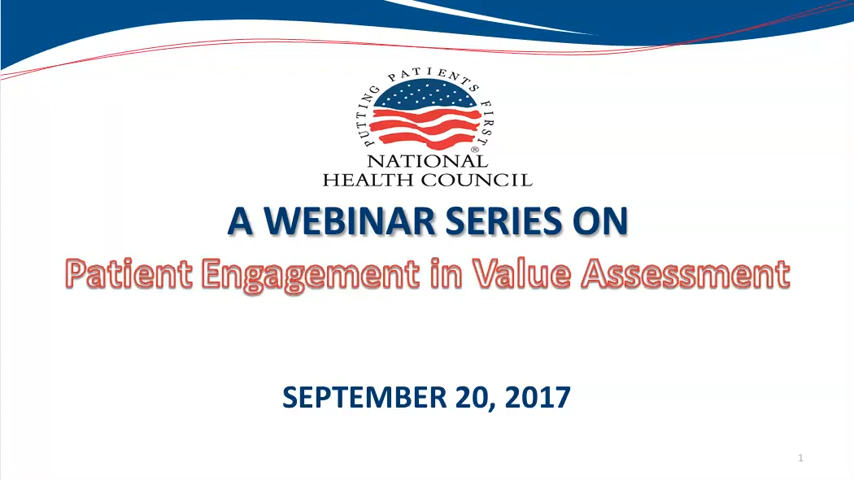 PUTTING PATIENTS FIRST
®
NATIONAL
HEALTH COUNCIL
A WEBINAR SERIES ON
Patient Engagement in Value Assessment
SEPTEMBER 20, 2017
1